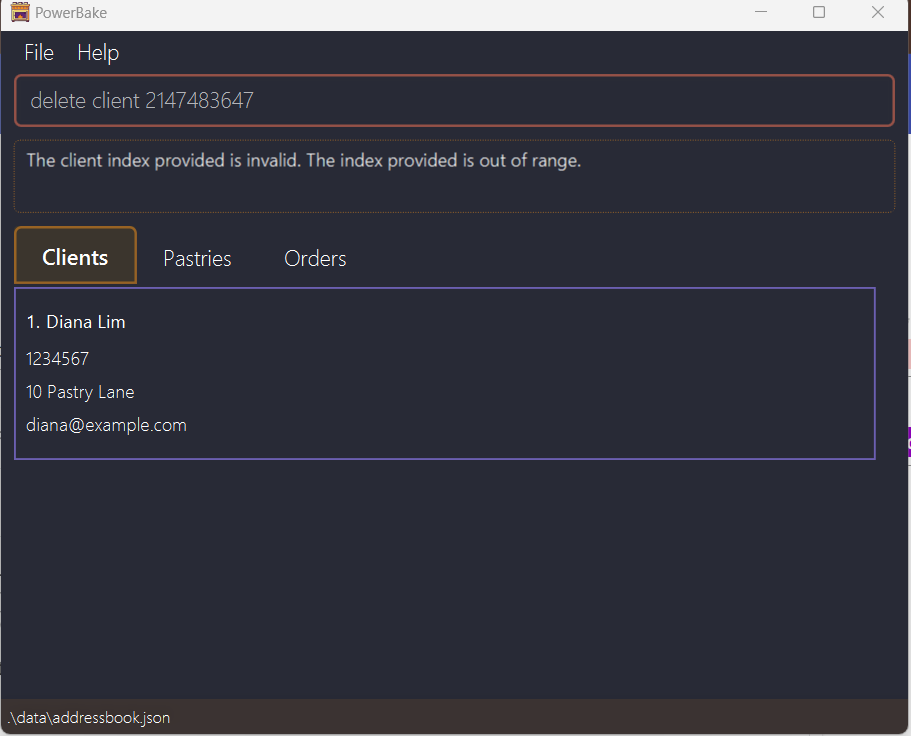 PowerBake
File Help
delete client 2147483647
The client index provided is invalid. The index provided is out of range.
Clients Pastries Orders
1. Diana Lim
1234567
10 Pastry Lane
diana@example.com
.\data\addressbook.json